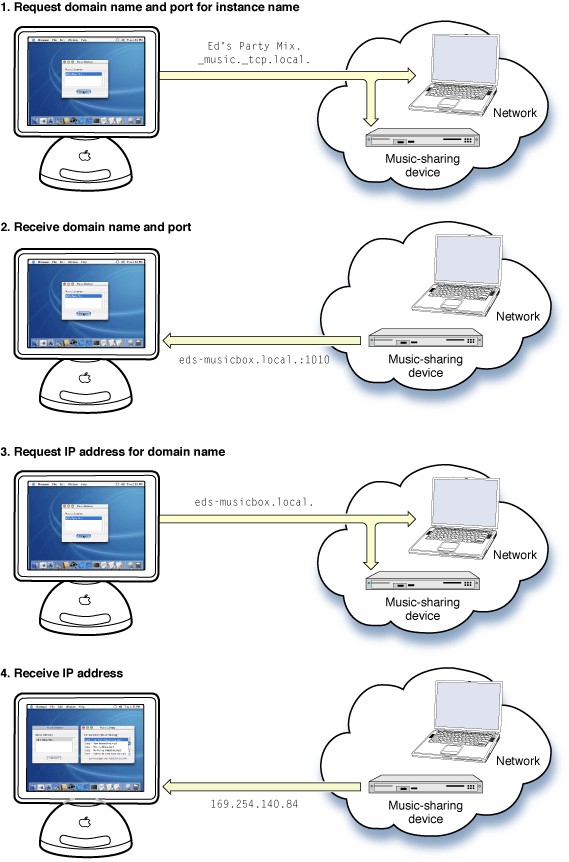 1. Request domain name and port for instance name
Ed's Party Mix.
_music._tcp.local.
Network
Music-sharing
device
2. Receive domain name and port
Network
eds-musicbox.local.:1010
Music-sharing
device
3. Request IP address for domain name
eds-musicbox.local.
Network
Music-sharing
device
4. Receive IP address
Network
169.254.140.84
Music-sharing
device